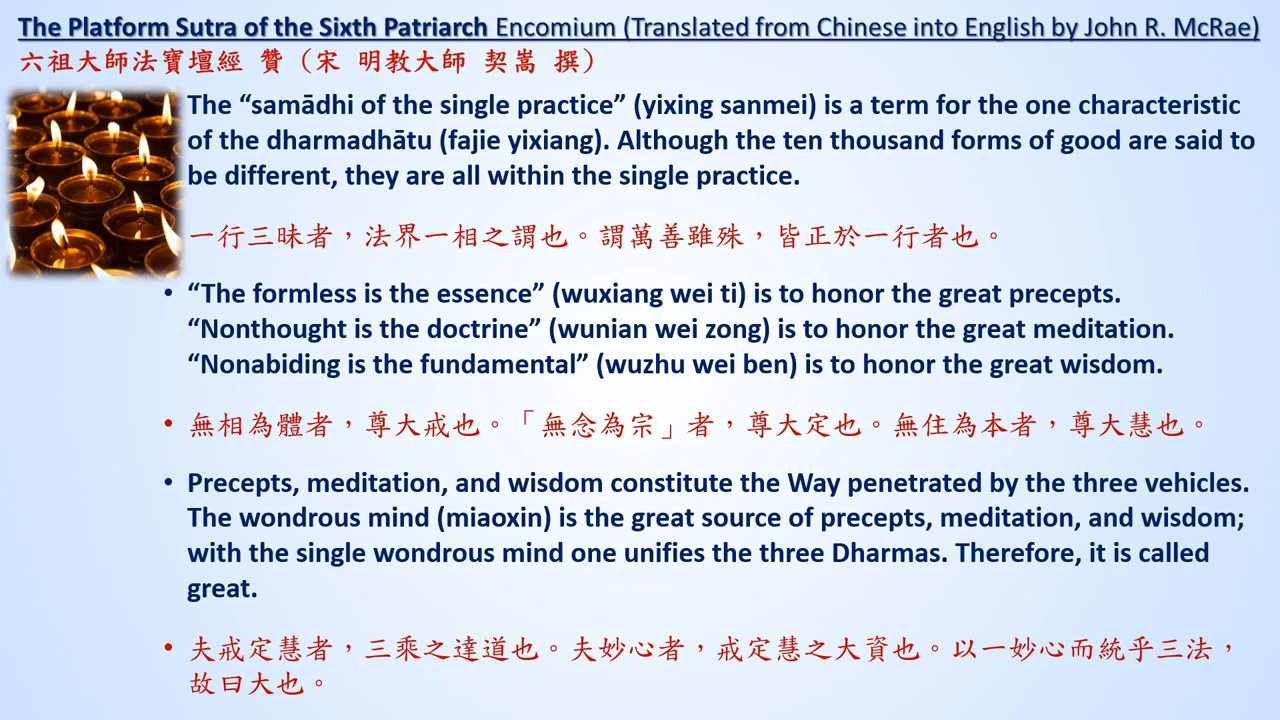 The Platform Sutra of the Sixth Patriarch Encomium (Translated from Chinese into English by John R. McRae)
六祖大師法寶壇經 贊 (宋 明教大師 契嵩 撰)
The “samādhi of the single practice” (yixing sanmei) is a term for the one characteristic
of the dharmadhātu (fajie yixiang). Although the ten thousand forms of good are said to
be different, they are all within the single practice.
一行三昧者，法界一相之謂也。謂萬善雖殊，皆正於一行者也。
• “The formless is the essence” (wuxiang wei ti) is to honor the great precepts.
“Nonthought is the doctrine” (wunian wei zong) is to honor the great meditation.
“Nonabiding is the fundamental” (wuzhu wei ben) is to honor the great wisdom.
• 無相為體者，尊大戒也。「無念為宗」者，尊大定也。無住為本者，尊大慧也。
• Precepts, meditation, and wisdom constitute the Way penetrated by the three vehicles.
The wondrous mind (miaoxin) is the great source of precepts, meditation, and wisdom;
with the single wondrous mind one unifies the three Dharmas. Therefore, it is called
great.
• 夫戒定慧者，三乘之達道也。夫妙心者，戒定慧之大資也。以一妙心而統乎三法，
故曰大也。